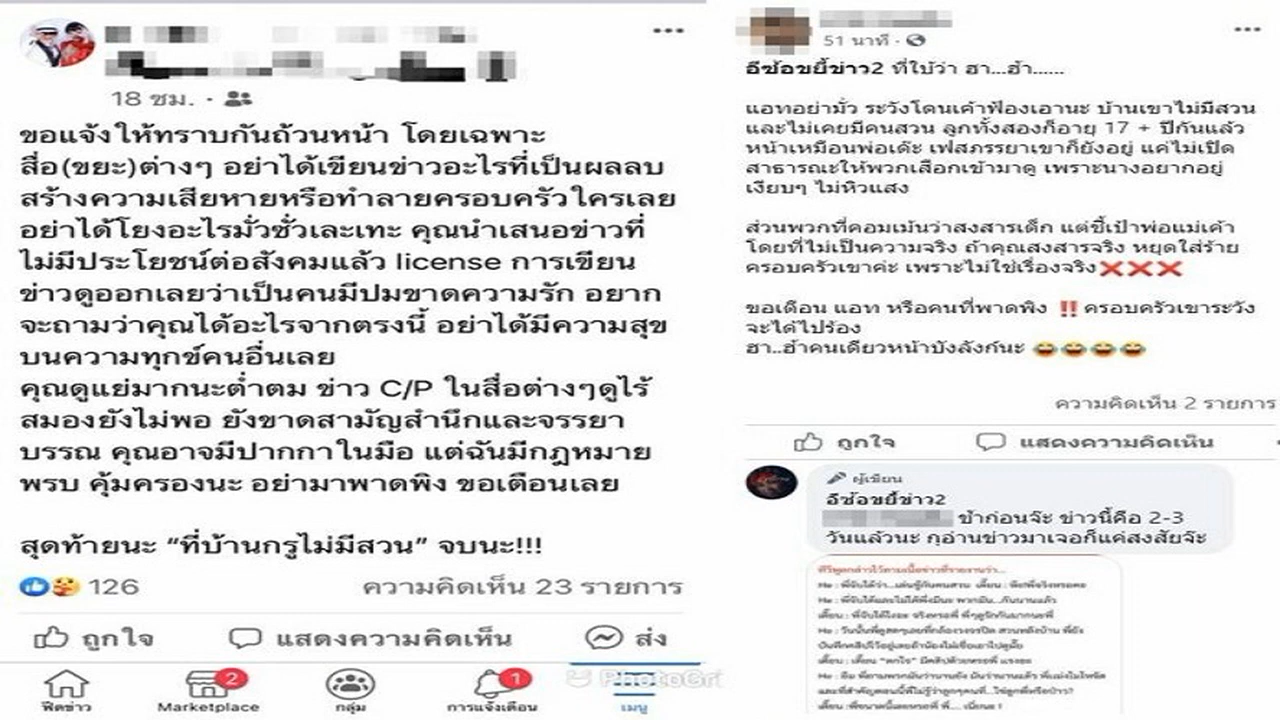 18 ชม.
ขอแจ้งให้ทราบกันถ้วนหน้า โดยเฉพาะ
สื่อ(ขยะ)ต่างๆ อย่าได้เขียนข่าวอะไรที่เป็นผลลบ
สร้างความเสียหายหรือทำลายครอบครัวใครเลย
อย่าได้โยงอะไรมั่วซั่วเละเทะ คุณนำเสนอข่าวที่
ไม่มีประโยชน์ต่อสังคมแล้ว license การเขียน
ข่าวดูออกเลยว่าเป็นคนมีปมขาดความรัก อยาก
จะถามว่าคุณได้อะไรจากตรงนี้ อย่าได้มีความสุข
บนความทุกข์คนอื่นเลย
คุณดูแย่มากนะต่ำตม ข่าว C/P ในสื่อต่างๆดูไร้
สมองยังไม่พอ ยังขาดสามัญสำนึกและจรรยา
บรรณ คุณอาจมีปากกาในมือ แต่ฉันมีกฎหมาย
พรบ คุ้มครองนะ อย่ามาพาดพิง ขอเตือนเลย
สุดท้ายนะ “ที่บ้านกรูไม่มีสวน” จบนะ!!!
126 ความคิดเห็น 23 รายการ
ถูกใจ แสดงความคิดเห็น ส่ง
2 1
ฟีดข่าว Marketplace กลุ่ม การแจ้งเตือน เมนู
51 นาที
อีซ้อขยี้ข่าว2 ที่ใบ้ว่า ฮา...ฮ้า......
แอทอย่ามั่ว ระวังโดนเค้าฟ้องเอานะ บ้านเขาไม่มีสวน
และไม่เคยมีคนสวน ลูกทั้งสองก็อายุ 17 + ปีกันแล้ว
หน้าเหมือนพ่อเด๊ะ เฟสภรรยาเขาก็ยังอยู่ แค่ไม่เปิด
สาธารณะให้พวกเสือกเข้ามาดู เพราะนางอยากอยู่
เงียบๆ ไม่หิวแสง
ส่วนพวกที่คอมเม้นว่าสงสารเด็ก แต่ชี้เป้าพ่อแม่เค้า
โดยที่ไม่เป็นความจริง ถ้าคุณสงสารจริง หยุดใส่ร้าย
ครอบครัวเขาค่ะ เพราะไม่ใช่เรื่องจริง❌❌❌
ขอเตือน แอท หรือคนที่พาดพิง ‼️ครอบครัวเขาระวัง
จะได้ไปร้อง
ฮา..ฮ้าคนเดียวหน้าบังลังก์นะ 😂😂😂😂
ความคิดเห็น 2 รายการ
ถูกใจ แสดงความคิดเห็น
ผู้เขียน
อีซ้อขยี้ข่าว2
ช้าก่อนจ๊ะ ข่าวนี้คือ 2-3
วันแล้วนะ กุอ่านข่าวมาเจอก็แค่สงสัยจ๊ะ